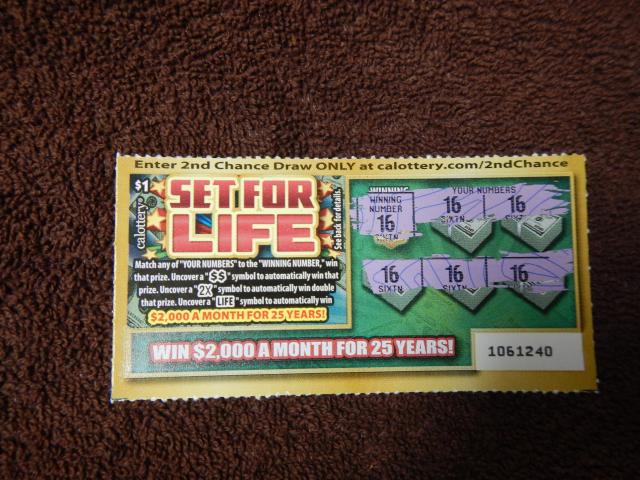 Enter 2nd Chance Draw ONLY at calottery.com/2ndChance
$1
calottery
SET FOR
LIFE
See back for details.
Match any of "YOUR NUMBERS" to the "WINNING NUMBER," win
that prize. Uncover a "$$" symbol to automatically win that
prize. Uncover a "2X" symbol to automatically win double
that prize. Uncover a "LIFE" symbol to automatically win
$2,000 A MONTH FOR 25 YEARS!
WINNING
WINNING
NUMBER
16
SIXTN
YOUR NUMBERS
16 16
SIXTN SIXTN
16 16 16
SIXTN SIXTN SIXTN
WIN $2,000 A MONTH FOR 25 YEARS!
1061240